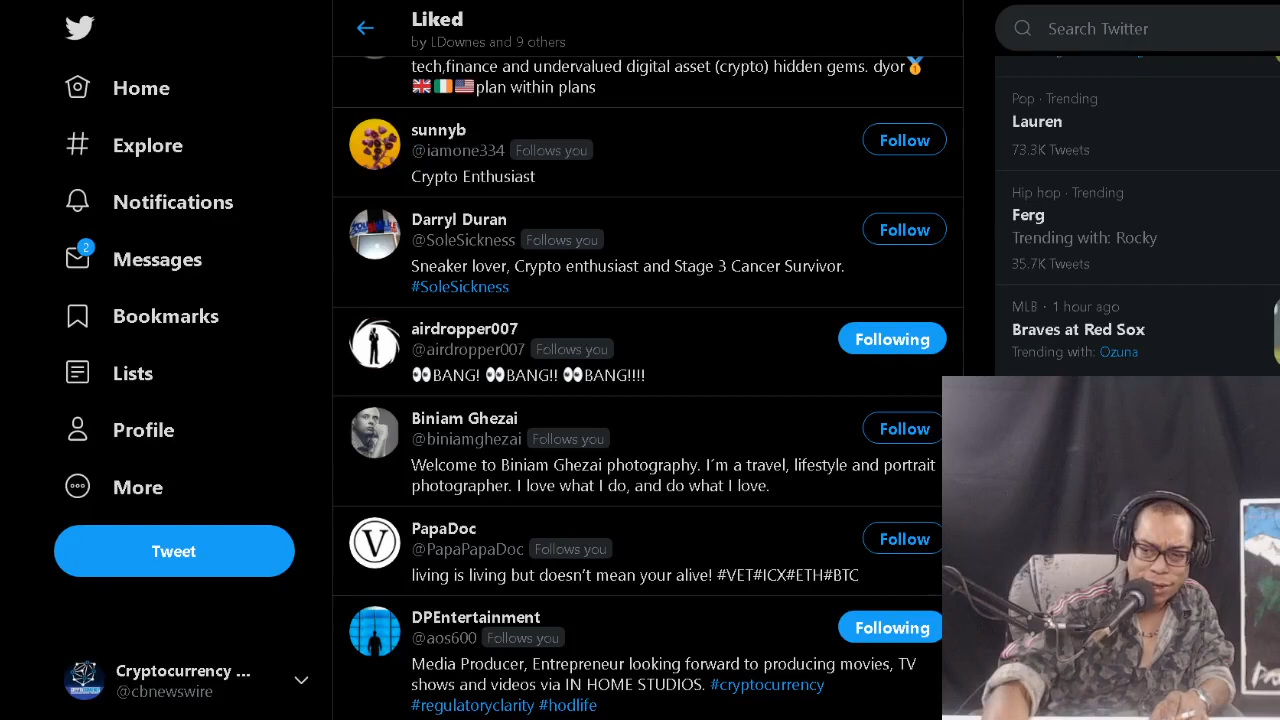 Home
Explore
Notifications
2
Messages
Bookmarks
Lists
Profile
More
Tweet
Cryptocurrency ...
@cbnewswire
Liked
by LDownes and 9 others
tech,finance and undervalued digital asset (crypto) hidden gems. dyor🥇
🇬🇧🇮🇪🇺🇸plan within plans
sunnyb
@iamone334 Follows you
Follow
Crypto Enthusiast
Darryl Duran
@SoleSickness Follows you
Follow
Sneaker lover, Crypto enthusiast and Stage 3 Cancer Survivor.
#SoleSickness
airdropper007
@airdropper007 Follows you
Following
👀BANG! 👀BANG!! 👀BANG!!!!
Biniam Ghezai
@biniamghezai Follows you
Follow
Welcome to Biniam Ghezai photography. I´m a travel, lifestyle and portrait
photographer. I love what I do, and do what I love.
PapaDoc
@PapaPapaDoc Follows you
Follow
V
living is living but doesn't mean your alive! #VET#ICX#ETH#BTC
DPEntertainment
@aos600 Follows you
Following
Media Producer, Entrepreneur looking forward to producing movies, TV
shows and videos via IN HOME STUDIOS. #cryptocurrency
#regulatoryclarity #hodlife
Search Twitter
Pop · Trending
Lauren
73.3K Tweets
Hip hop · Trending
Ferg
Trending with: Rocky
35.7K Tweets
MLB · 1 hour ago
Braves at Red Sox
Trending with: Ozuna